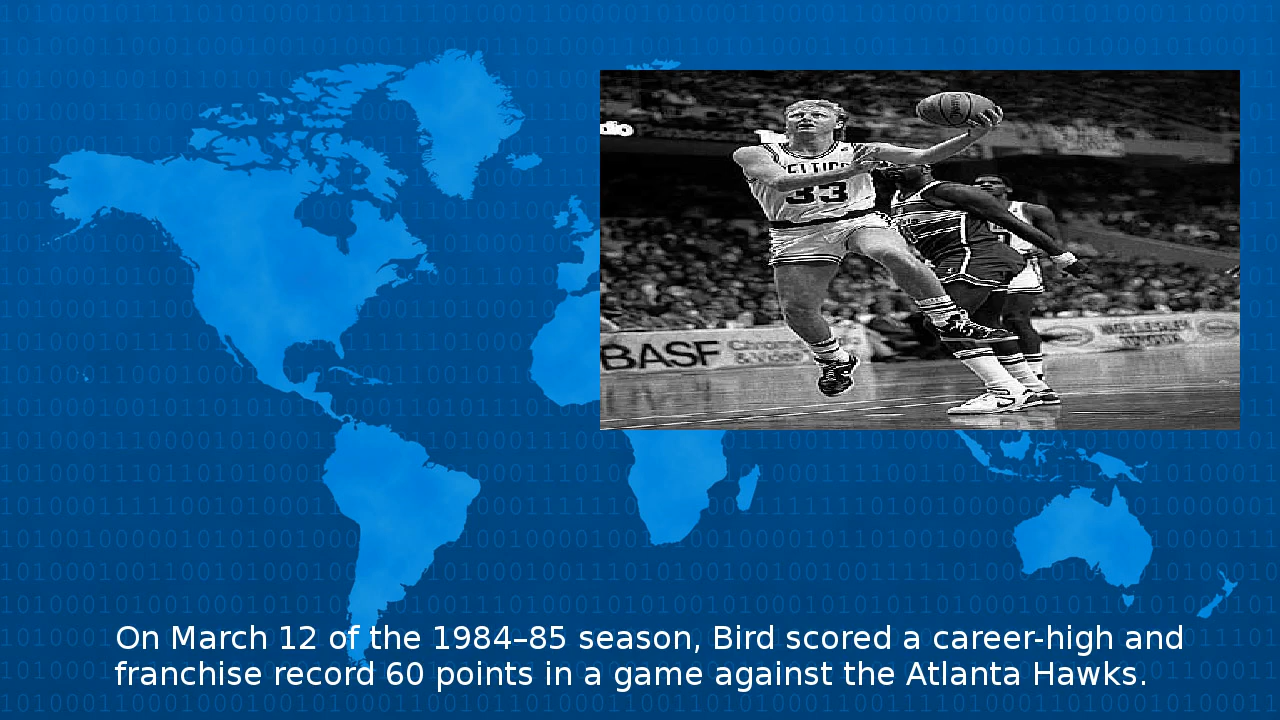 CELTICS
33
BASF
On March 12 of the 1984–85 season, Bird scored a career-high and
franchise record 60 points in a game against the Atlanta Hawks.